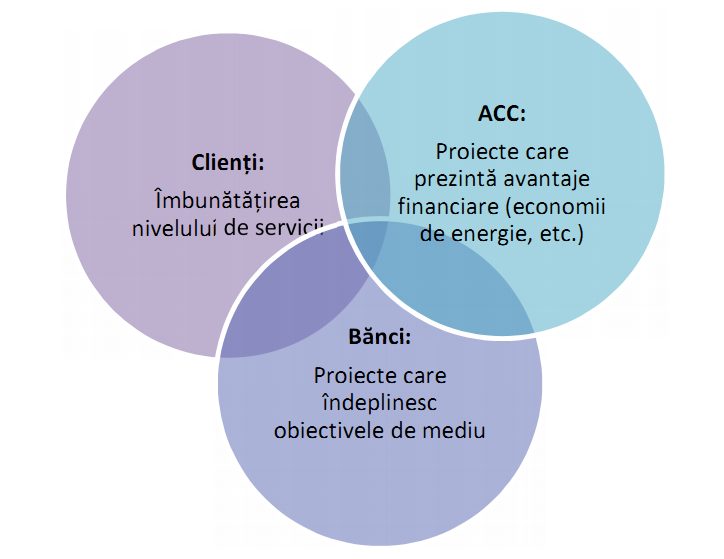 Clienți:
Îmbunătățirea
nivelului de servicii
ACC:
Proiecte care
prezintă avantaje
financiare (economii
de energie, etc.)
Bănci:
Proiecte care
îndeplinesc
obiectivele de mediu